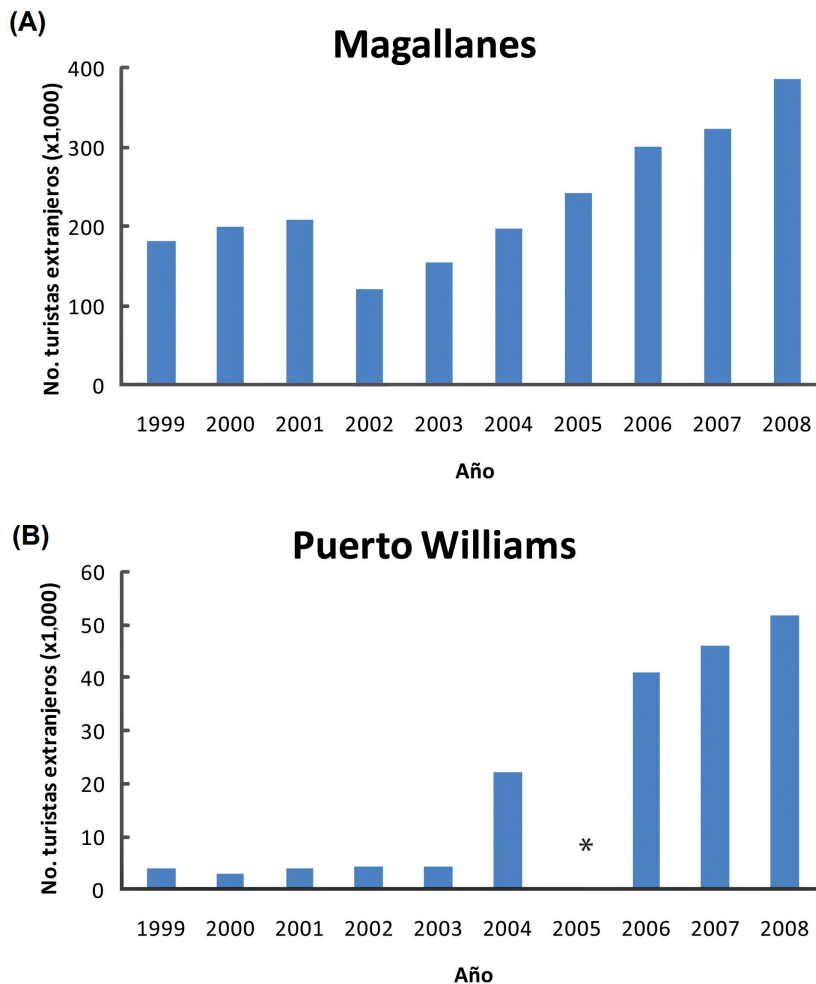 (A)
Magallanes
No. turistas extranjeros (x1,000)
400
300
200
100
0
1999 2000 2001 2002 2003 2004 2005 2006 2007 2008
Año
(B)
Puerto Williams
No. turistas extranjeros (x1,000)
60
50
40
30
20
10
0
*
1999 2000 2001 2002 2003 2004 2005 2006 2007 2008
Año